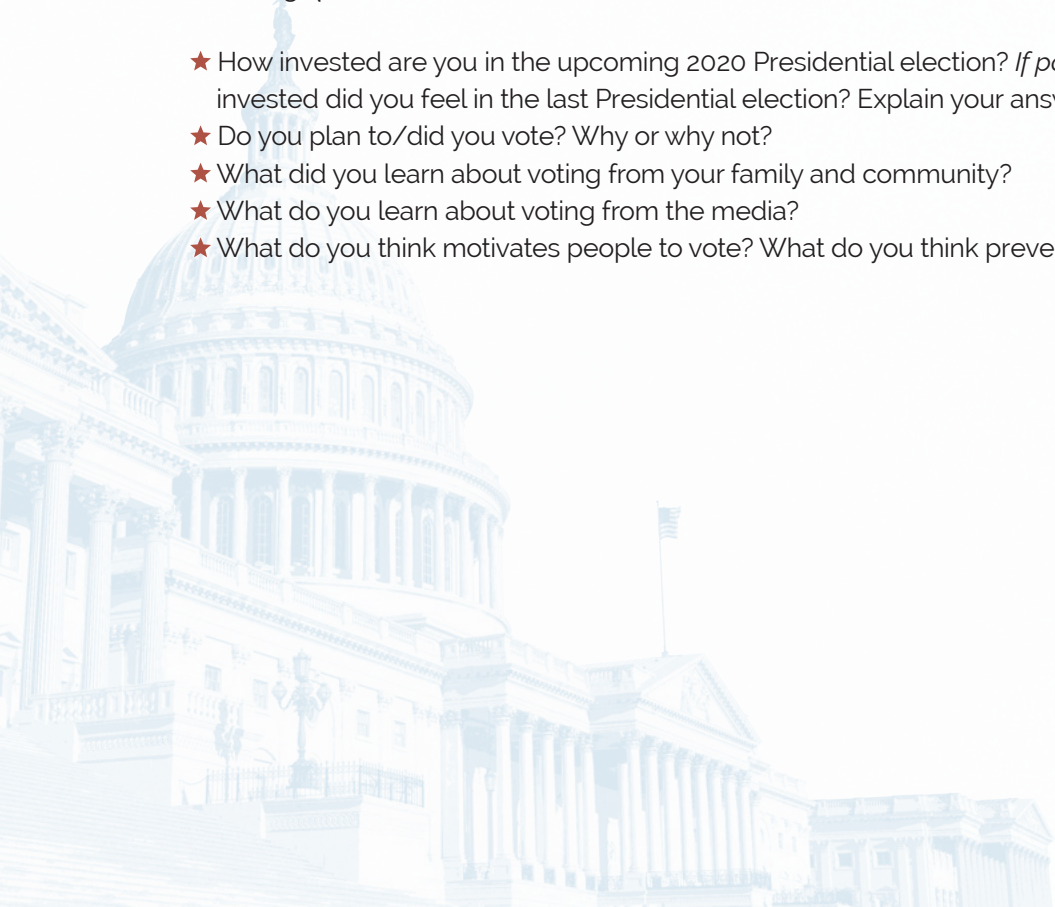 ★ How invested are you in the upcoming 2020 Presidential election? If
invested did you feel in the last Presidential election? Explain your
★ Do you plan to/did you vote? Why or why not?
★ What did you learn about voting from your family and community?
★ What do you learn about voting from the media?
★ What do you think motivates people to vote? What do you think